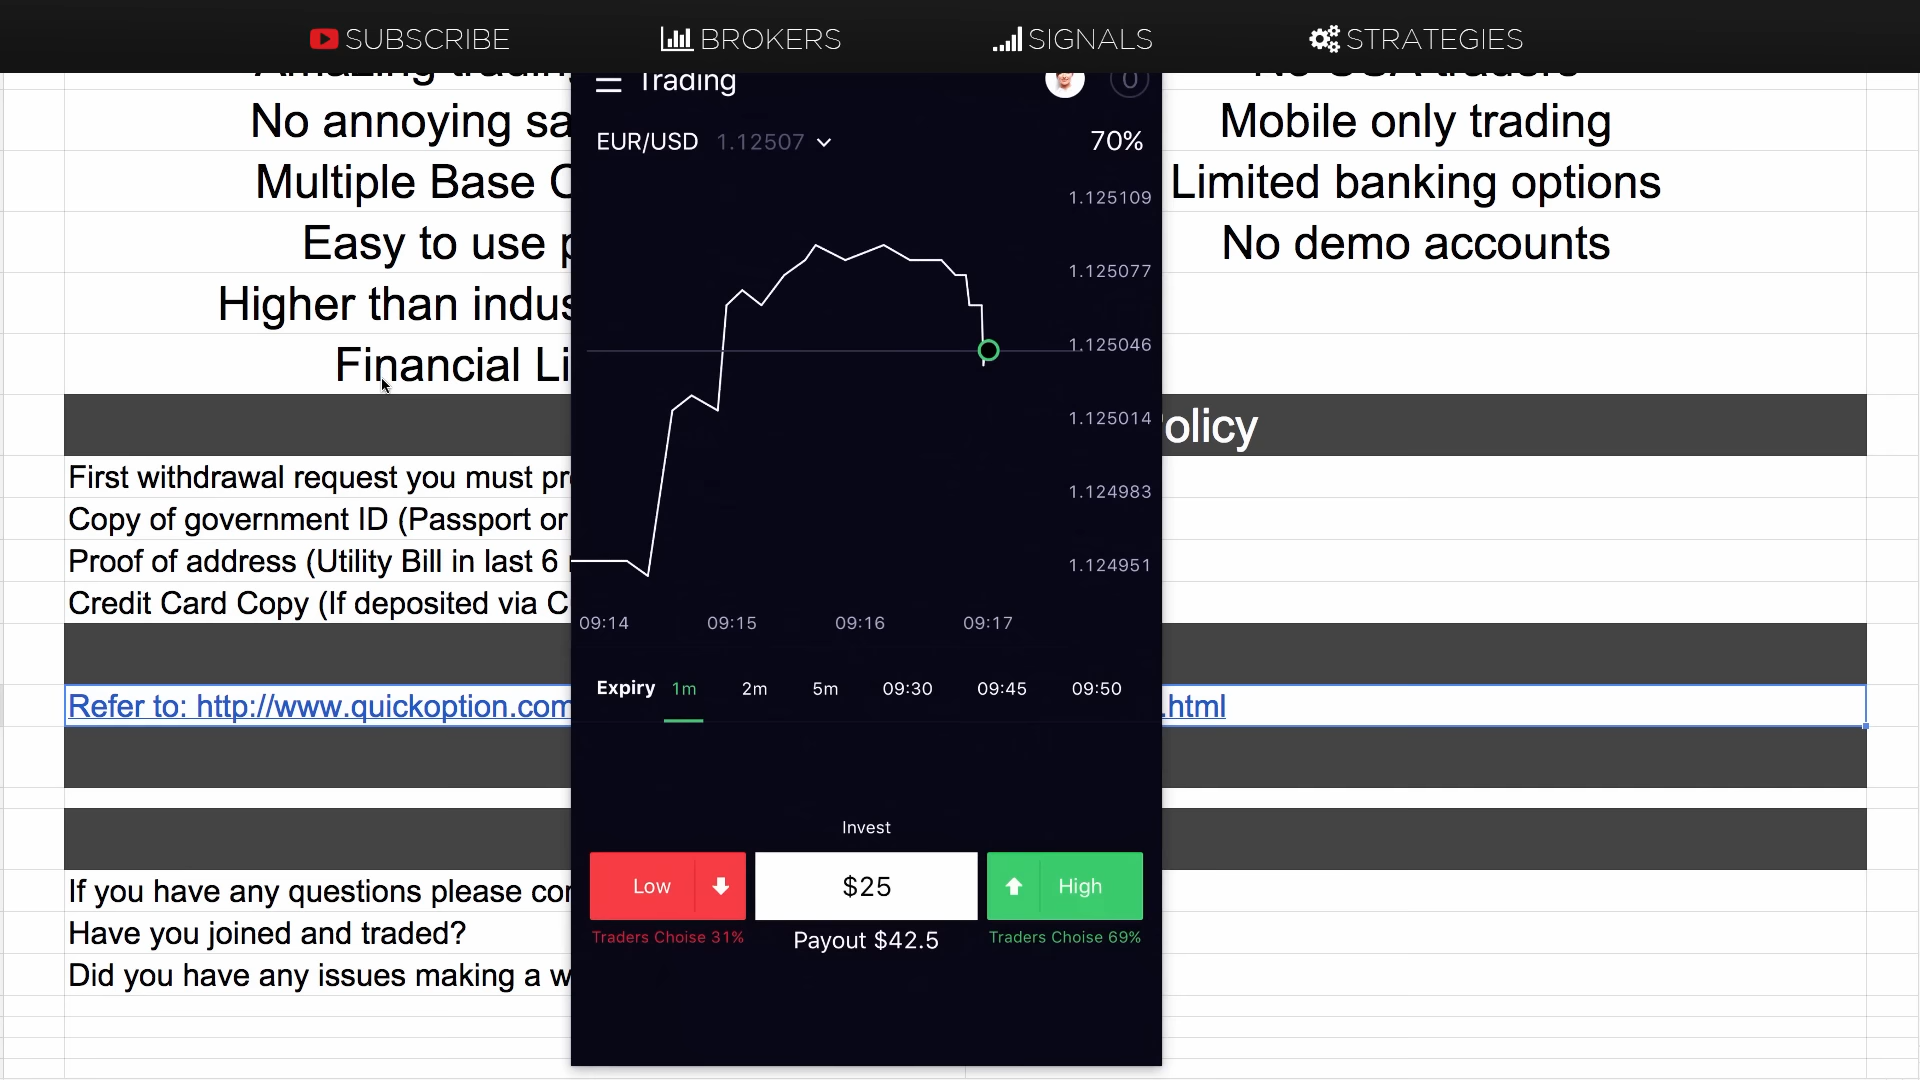 SUBSCRIBE BROKERS SIGNALS STRATEGIES
Trading
0
No annoying
Mobile only trading
EUR/USD 1.12507 70%
Multiple Base
Limited banking options
1.125109
Easy to use
No demo accounts
1.125077
Higher than
Financial
1.125046
1.125014
olicy
First withdrawal request you must
1.124983
Copy of government ID (Passport or
Proof of address (Utility Bill in last 6
1.124951
Credit Card Copy (If deposited via
09:14 09:15 09:16 09:17
Expiry 1m 2m 5m 09:30 09:45 09:50
Refer to: http://www.quickoption.com
.html
Invest
Low $25 High
If you have any questions please
Traders Choise 31% Payout $42.5 Traders Choise 69%
Have you joined and traded?
Did you have any issues making a